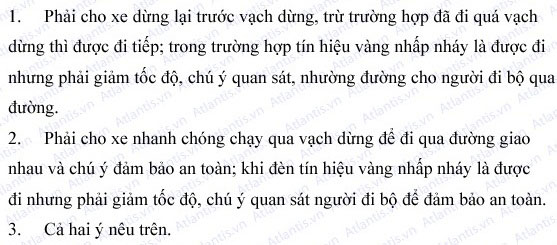 1. Phải cho xe dừng lại trước vạch dừng, trừ trường hợp đã đi quá vạch
dừng thì được đi tiếp; trong trường hợp tín hiệu vàng nhấp nháy là được đi
nhưng phải giảm tốc độ, chú ý quan sát, nhường đường cho người đi bộ qua
đường.
2. Phải cho xe nhanh chóng chạy qua vạch dừng để đi qua đường giao
nhau và chú ý đảm bảo an toàn; khi đèn tín hiệu vàng nhấp nháy là được
đi nhưng phải giảm tốc độ, chú ý quan sát người đi bộ để đảm bảo an toàn.
3. Cả hai ý nêu trên.